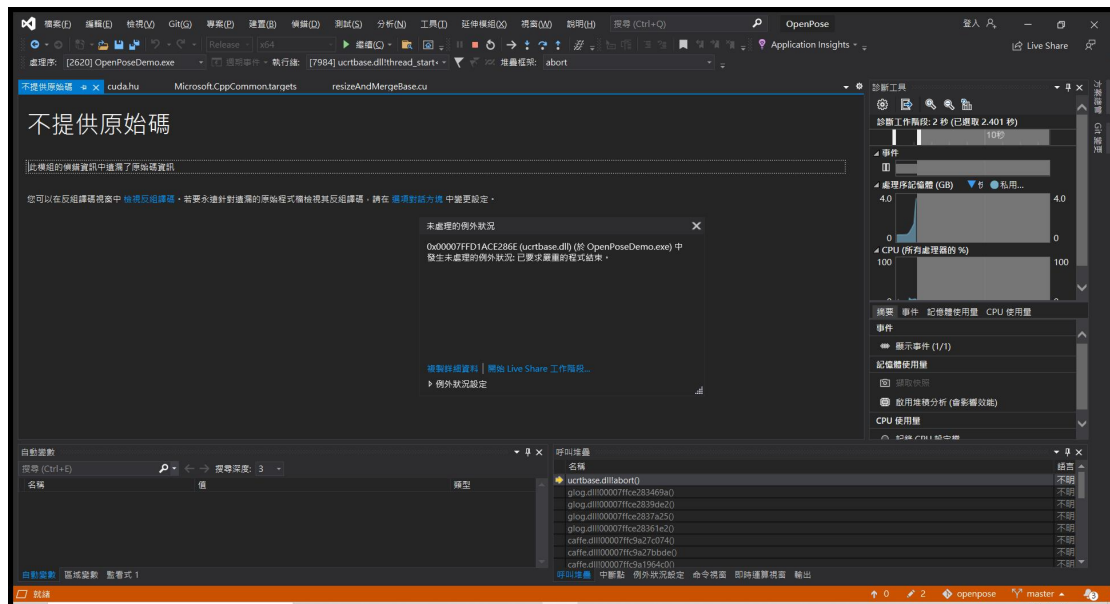 檔案(F) 編輯(E) 檢視(V) Git(G) 專案(P) 建置(B) 偵錯(D) 測試(S) 分析(N) 工具(T) 延伸模組(X) 視窗(W) 說明(H) 搜尋 (Ctrl+Q) OpenPose 登入
Release x64 繼續(C) Application Insights Live Share
處理序: [2620] OpenPoseDemo.exe 週期事件 執行緒: [7984] ucrtbase.dll!thread_start< 堆疊框架: abort
不提供原始碼 cuda.hu Microsoft.CppCommon.targets resizeAndMergeBase.cu
不提供原始碼
此模組的偵錯資訊中遺漏了原始碼資訊
您可以在反組譯碼視窗中 檢視反組譯碼。若要永遠針對遺漏的原始程式檔檢視其反組譯碼，請在 選項對話方塊 中變更設定。
未處理的例外狀況
0x00007FFD1ACE286E (ucrtbase.dll) (於 OpenPoseDemo.exe) 中
發生未處理的例外狀況: 已要求嚴重的程式結束。
複製詳細資料 | 開始 Live Share 工作階段...
例外狀況設定
診斷工具
診斷工作階段: 2 秒 (已選取 2.401 秒)
10秒
事件
處理序記憶體 (GB) 私用...
4.0 4.0
0 0
CPU (所有處理器的 %)
100 100
摘要 事件 記憶體使用量 CPU 使用量
事件
顯示事件 (1/1)
記憶體使用量
擷取快照
啟用堆積分析 (會影響效能)
CPU 使用量
方案總管
Git 變更
自動變數
搜尋 (Ctrl+E) 搜尋深度: 3
名稱 值 類型
自動變數 區域變數 監看式 1
呼叫堆疊
名稱 語言
ucrtbase.dll!abort() 不明
glog.dll!00007ffce283469a() 不明
glog.dll!00007ffce2839de2() 不明
glog.dll!00007ffce2837a25() 不明
glog.dll!00007ffce28361e2() 不明
caffe.dll!00007ffc9a27c074() 不明
caffe.dll!00007ffc9a27bbde() 不明
caffe.dll!00007ffc9a1964c0() 不明
呼叫堆疊 中斷點 例外狀況設定 命令視窗 即時運算視窗 輸出
就緒 0 2 openpose master 3